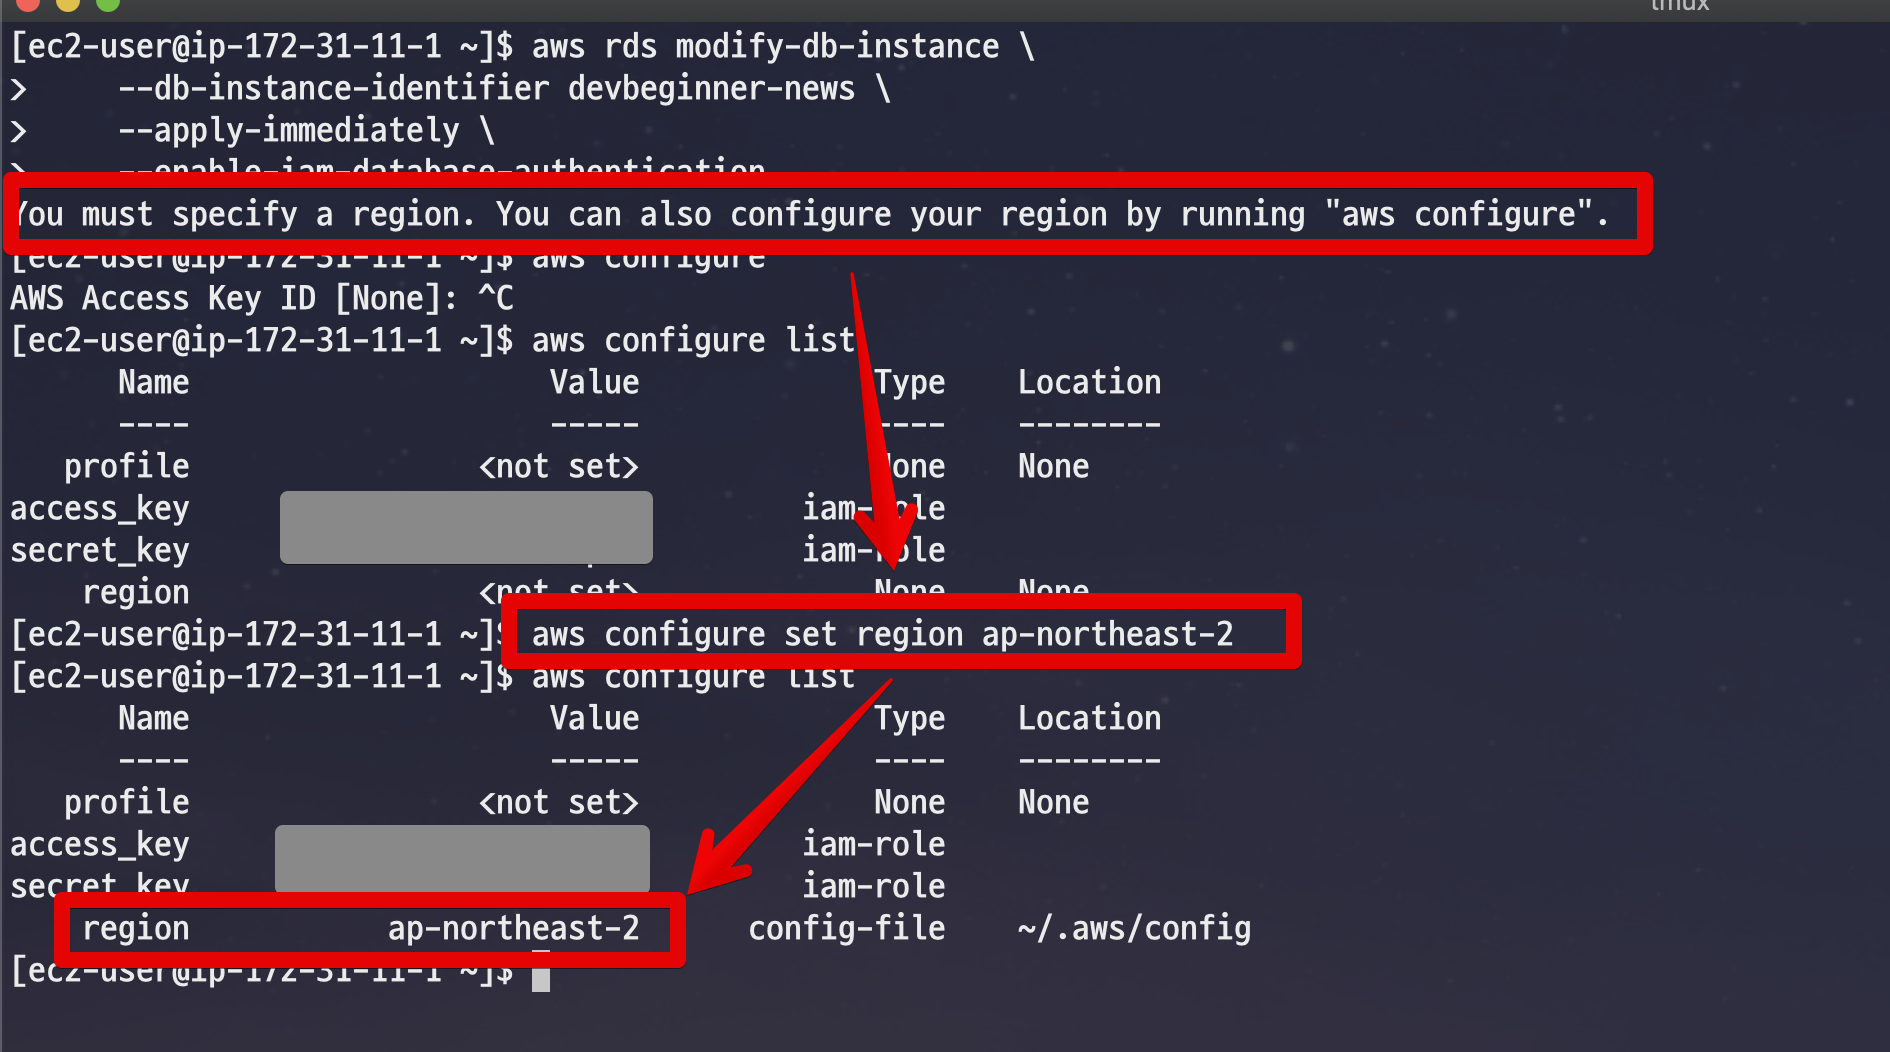 tmux
[ec2-user@ip-172-31-11-1 ~]$ aws rds modify-db-instance \
>     --db-instance-identifier devbeginner-news \
>     --apply-immediately \
>     --enable-iam-database-authentication
You must specify a region. You can also configure your region by running "aws configure".
[ec2-user@ip-172-31-11-1 ~]$ aws configure
AWS Access Key ID [None]: ^C
[ec2-user@ip-172-31-11-1 ~]$ aws configure list
      Name                    Value             Type    Location
      ----                    -----             ----    --------
   profile                <not set>             None    None
access_key                                  iam-role
secret_key                                  iam-role
    region                <not set>             None    None
[ec2-user@ip-172-31-11-1 ~]$ aws configure set region ap-northeast-2
[ec2-user@ip-172-31-11-1 ~]$ aws configure list
      Name                    Value             Type    Location
      ----                    -----             ----    --------
   profile                <not set>             None    None
access_key                                  iam-role
secret_key                                  iam-role
    region           ap-northeast-2      config-file    ~/.aws/config
[ec2-user@ip-172-31-11-1 ~]$